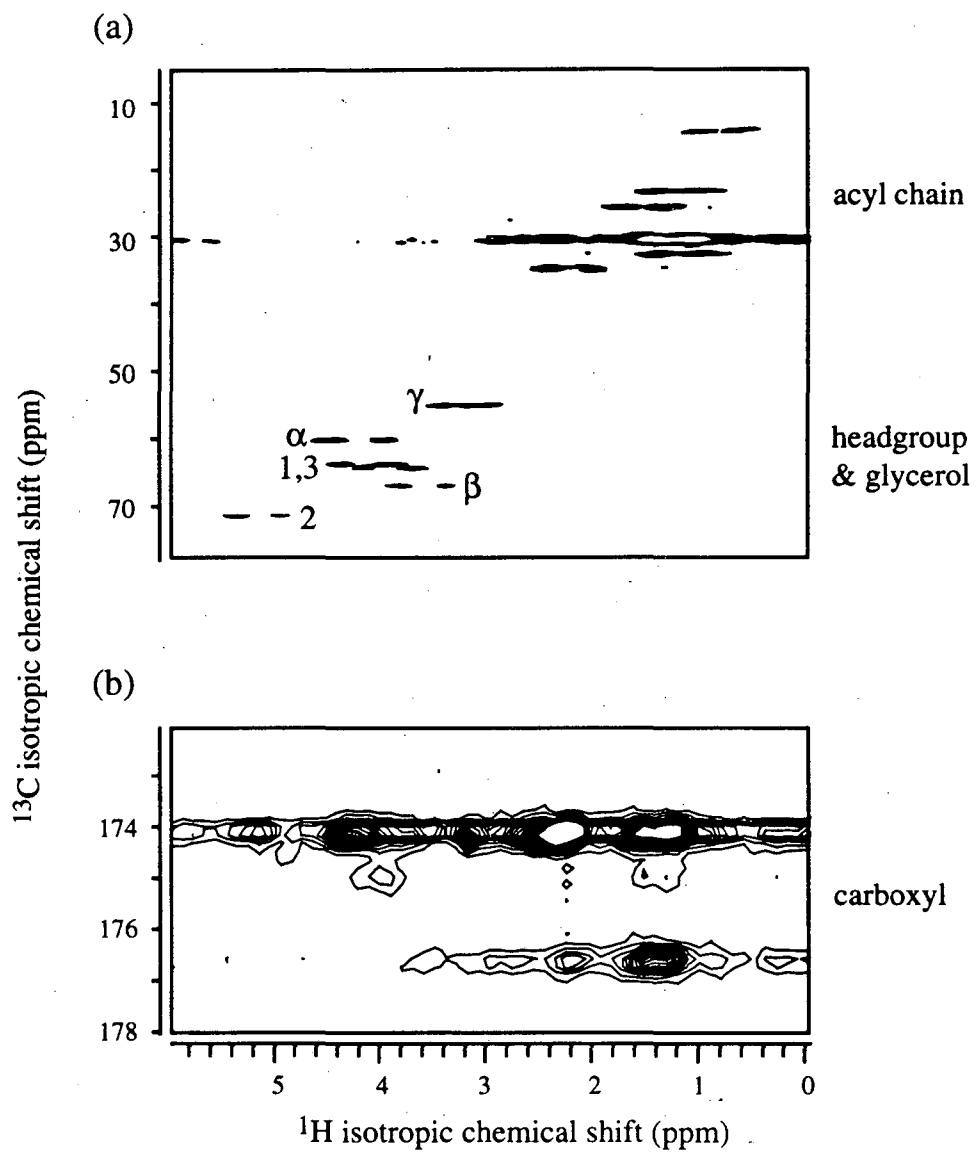 (a)
10
30
50
70
acyl chain
γ
α
1,3
β
2
headgroup
& glycerol
13C isotropic chemical shift (ppm)
(b)
174
176
178
carboxyl
5 4 3 2 1 0
1H isotropic chemical shift (ppm)